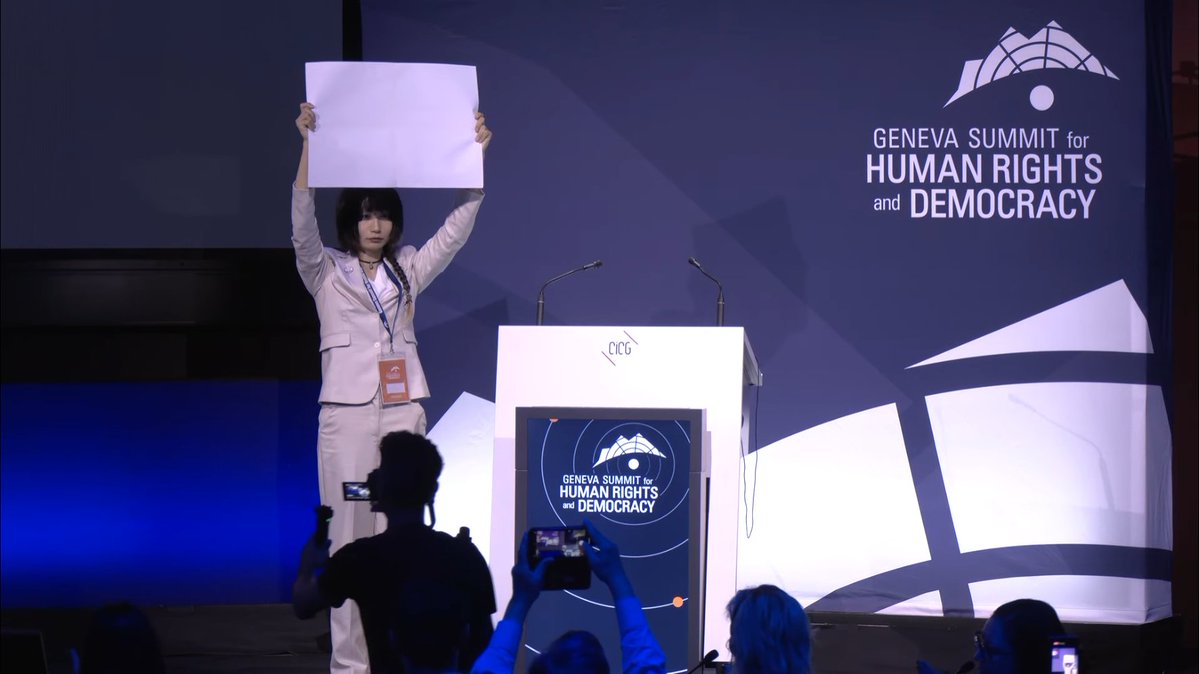 GENEVA SUMMIT for
HUMAN RIGHTS
and DEMOCRACY
CiCG
GENEVA SUMMIT for
HUMAN RIGHTS
and DEMOCRACY